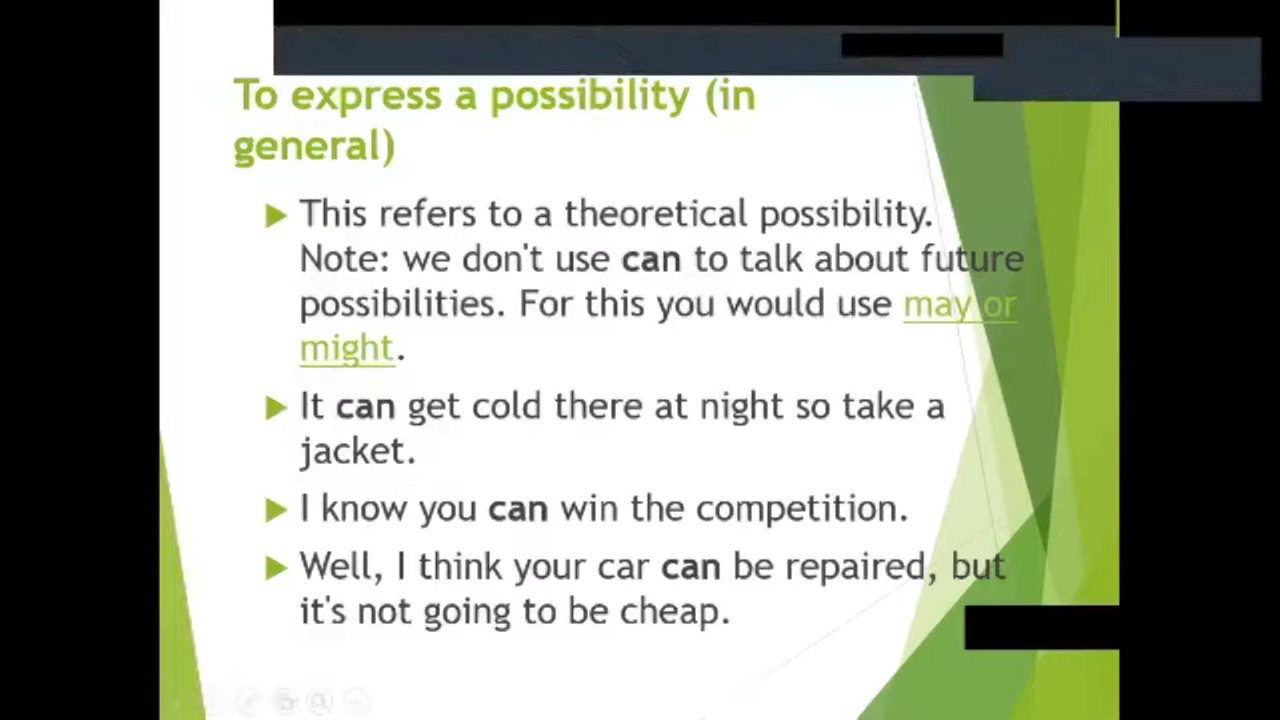 To express a possibility (in
general)
This refers to a theoretical possibility.
Note: we don't use can to talk about future
possibilities. For this you would use may or
might.
It can get cold there at night so take a
jacket.
I know you can win the competition.
Well, I think your car can be repaired, but
it's not going to be cheap.